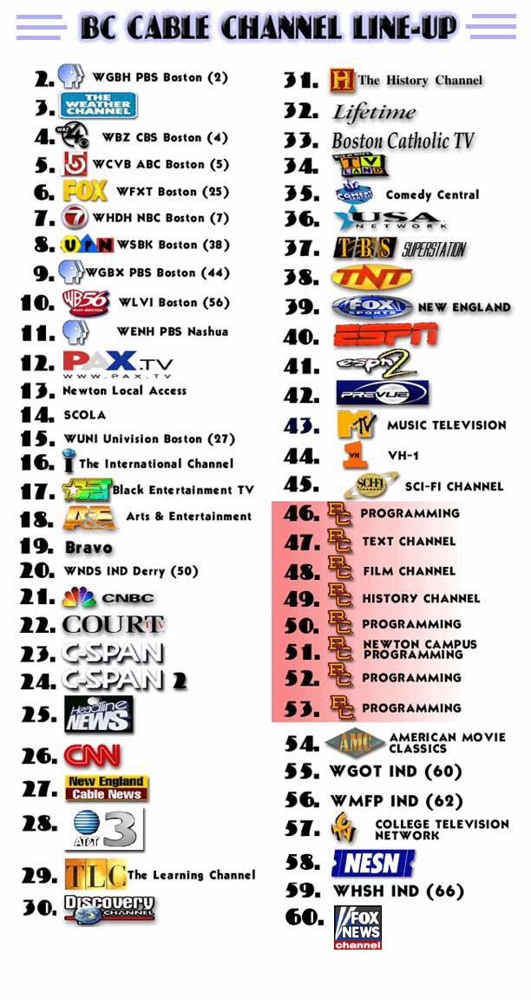 BC CABLE CHANNEL LINE-UP
2. WGBH PBS Boston (2)
3. THE WEATHER CHANNEL
4. WBZ 4 WBZ CBS Boston (4)
5. 5 WCVB ABC Boston (5)
6. FOX WFXT Boston (25)
7. 7 WHDH NBC Boston (7)
8. UPN WSBK Boston (38)
9. WGBX PBS Boston (44)
10. WB56 WLVI-BOSTON WLVI Boston (56)
11. WENH PBS Nashua
12. PAX.TV
WWW.PAX.TV
13. Newton Local Access
14. SCOLA
15. WUNI Univision Boston (27)
16. i The International Channel
17. BET Black Entertainment TV
18. A&E Arts & Entertainment
19. Bravo
20. WNDS IND Derry (50)
21. CNBC
22. COURT TV
23. C-SPAN
24. C-SPAN 2
25. Headline NEWS
26. CNN
27. New England Cable News
28. AT&T 3
29. TLC The Learning Channel
30. Discovery CHANNEL
31. H The History Channel
32. Lifetime
33. Boston Catholic TV
34. TV LAND
35. COMEDY CENTRAL Comedy Central
36. USA NETWORK
37. TBS SUPERSTATION
38. TNT
39. FOX SPORTS NEW ENGLAND
40. ESPN
41. espn2
42. PREVUE
43. MTV MUSIC TELEVISION
44. VH 1 VH-1
45. SCI-FI CHANNEL SCI-FI CHANNEL
46. BC PROGRAMMING
47. BC TEXT CHANNEL
48. BC FILM CHANNEL
49. BC HISTORY CHANNEL
50. BC PROGRAMMING
51. BC NEWTON CAMPUS
PROGRAMMING
52. BC PROGRAMMING
53. BC PROGRAMMING
54. AMC AMERICAN MOVIE
CLASSICS
55. WGOT IND (60)
56. WMFP IND (62)
57. CTN COLLEGE TELEVISION
NETWORK
58. NESN
59. WHSH IND (66)
60. FOX
NEWS
channel